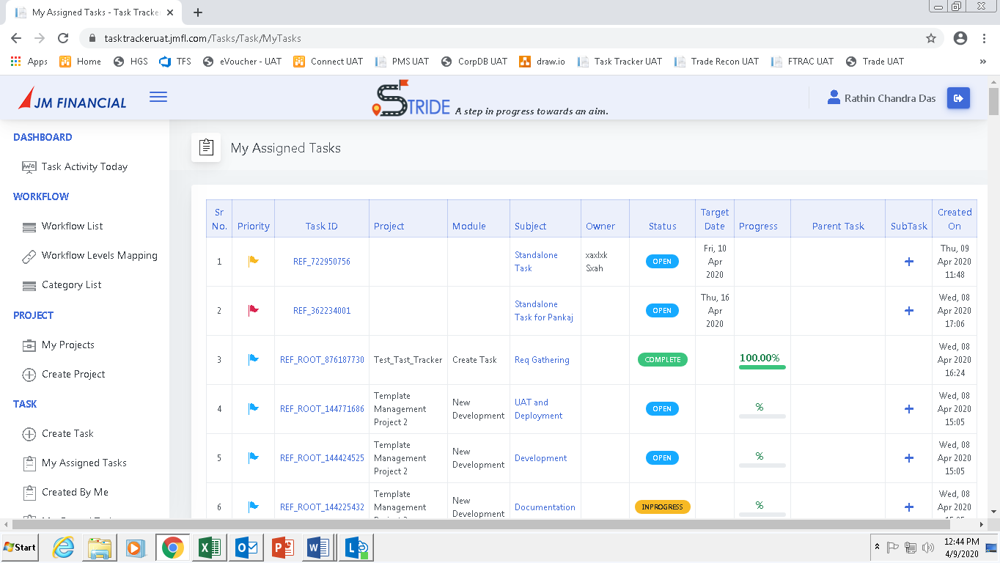 My Assigned Tasks - Task Tracke
tasktrackeruat.jmfl.com/Tasks/Task/MyTasks
Apps Home HGS TFS eVoucher - UAT Connect UAT PMS UAT CorpDB UAT draw.io Task Tracker UAT Trade Recon UAT FTRAC UAT Trade UAT »
JM FINANCIAL
STRIDE A step in progress towards an aim.
Rathin Chandra Das
DASHBOARD
Task Activity Today
WORKFLOW
Workflow List
Workflow Levels Mapping
Category List
PROJECT
My Projects
Create Project
TASK
Create Task
My Assigned Tasks
Created By Me
My Assigned Tasks
Sr No. Priority Task ID Project Module Subject Owner Status Target Date Progress Parent Task SubTask Created On
1 REF_722950756 Standalone Task xaxlxk Sxah OPEN Fri, 10 Apr 2020 + Thu, 09 Apr 2020 11:48
2 REF_362234001 Standalone Task for Pankaj OPEN Thu, 16 Apr 2020 + Wed, 08 Apr 2020 17:06
3 REF_ROOT_876187730 Test_Tast_Tracker Create Task Req Gathering COMPLETE 100.00% Wed, 08 Apr 2020 16:24
4 REF_ROOT_144771686 Template Management Project 2 New Development UAT and Deployment OPEN % + Wed, 08 Apr 2020 15:05
5 REF_ROOT_144424525 Template Management Project 2 New Development Development OPEN % + Wed, 08 Apr 2020 15:05
6 REF_ROOT_144225432 Template Management New Development Documentation INPROGRESS % + Wed, 08 Apr 2020
Start
12:44 PM
4/9/2020